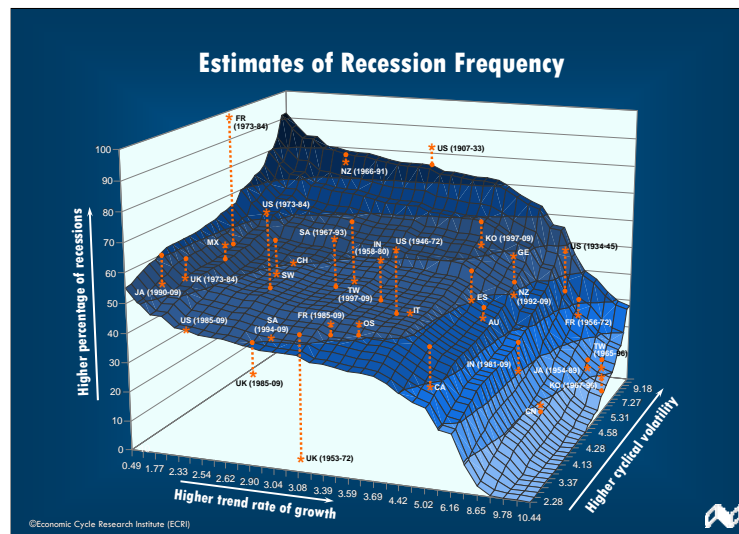 Estimates of Recession Frequency
FR
(1973-84)
US (1907-33)
NZ (1966-91)
100
90
80
70
60
50
40
30
20
10
0
Higher percentage of recessions
US (1973-84)
MX
SA (1967-93)
IN
(1958-80)
US (1946-72)
KO (1997-09)
GE
US (1934-45)
CH
SW
JA (1990-09)
UK (1973-84)
TW
(1997-09)
ES
NZ
(1992-09)
AU
IT
FR (1956-72)
US (1985-09)
SA
(1994-09)
FR (1985-09)
OS
TW
(1965-96)
IN (1981-09)
JA (1954-89)
KO (1967-96)
UK (1985-09)
CA
CN
UK (1953-72)
0.49 1.77 2.33 2.54 2.62 2.90 3.04 3.08 3.39 3.59 3.69 4.42 5.02 6.16 8.65 9.78 10.44
Higher trend rate of growth
2.28 3.37 4.13 4.28 4.58 5.31 7.27 9.18
Higher cyclical volatility
©Economic Cycle Research Institute (ECRI)